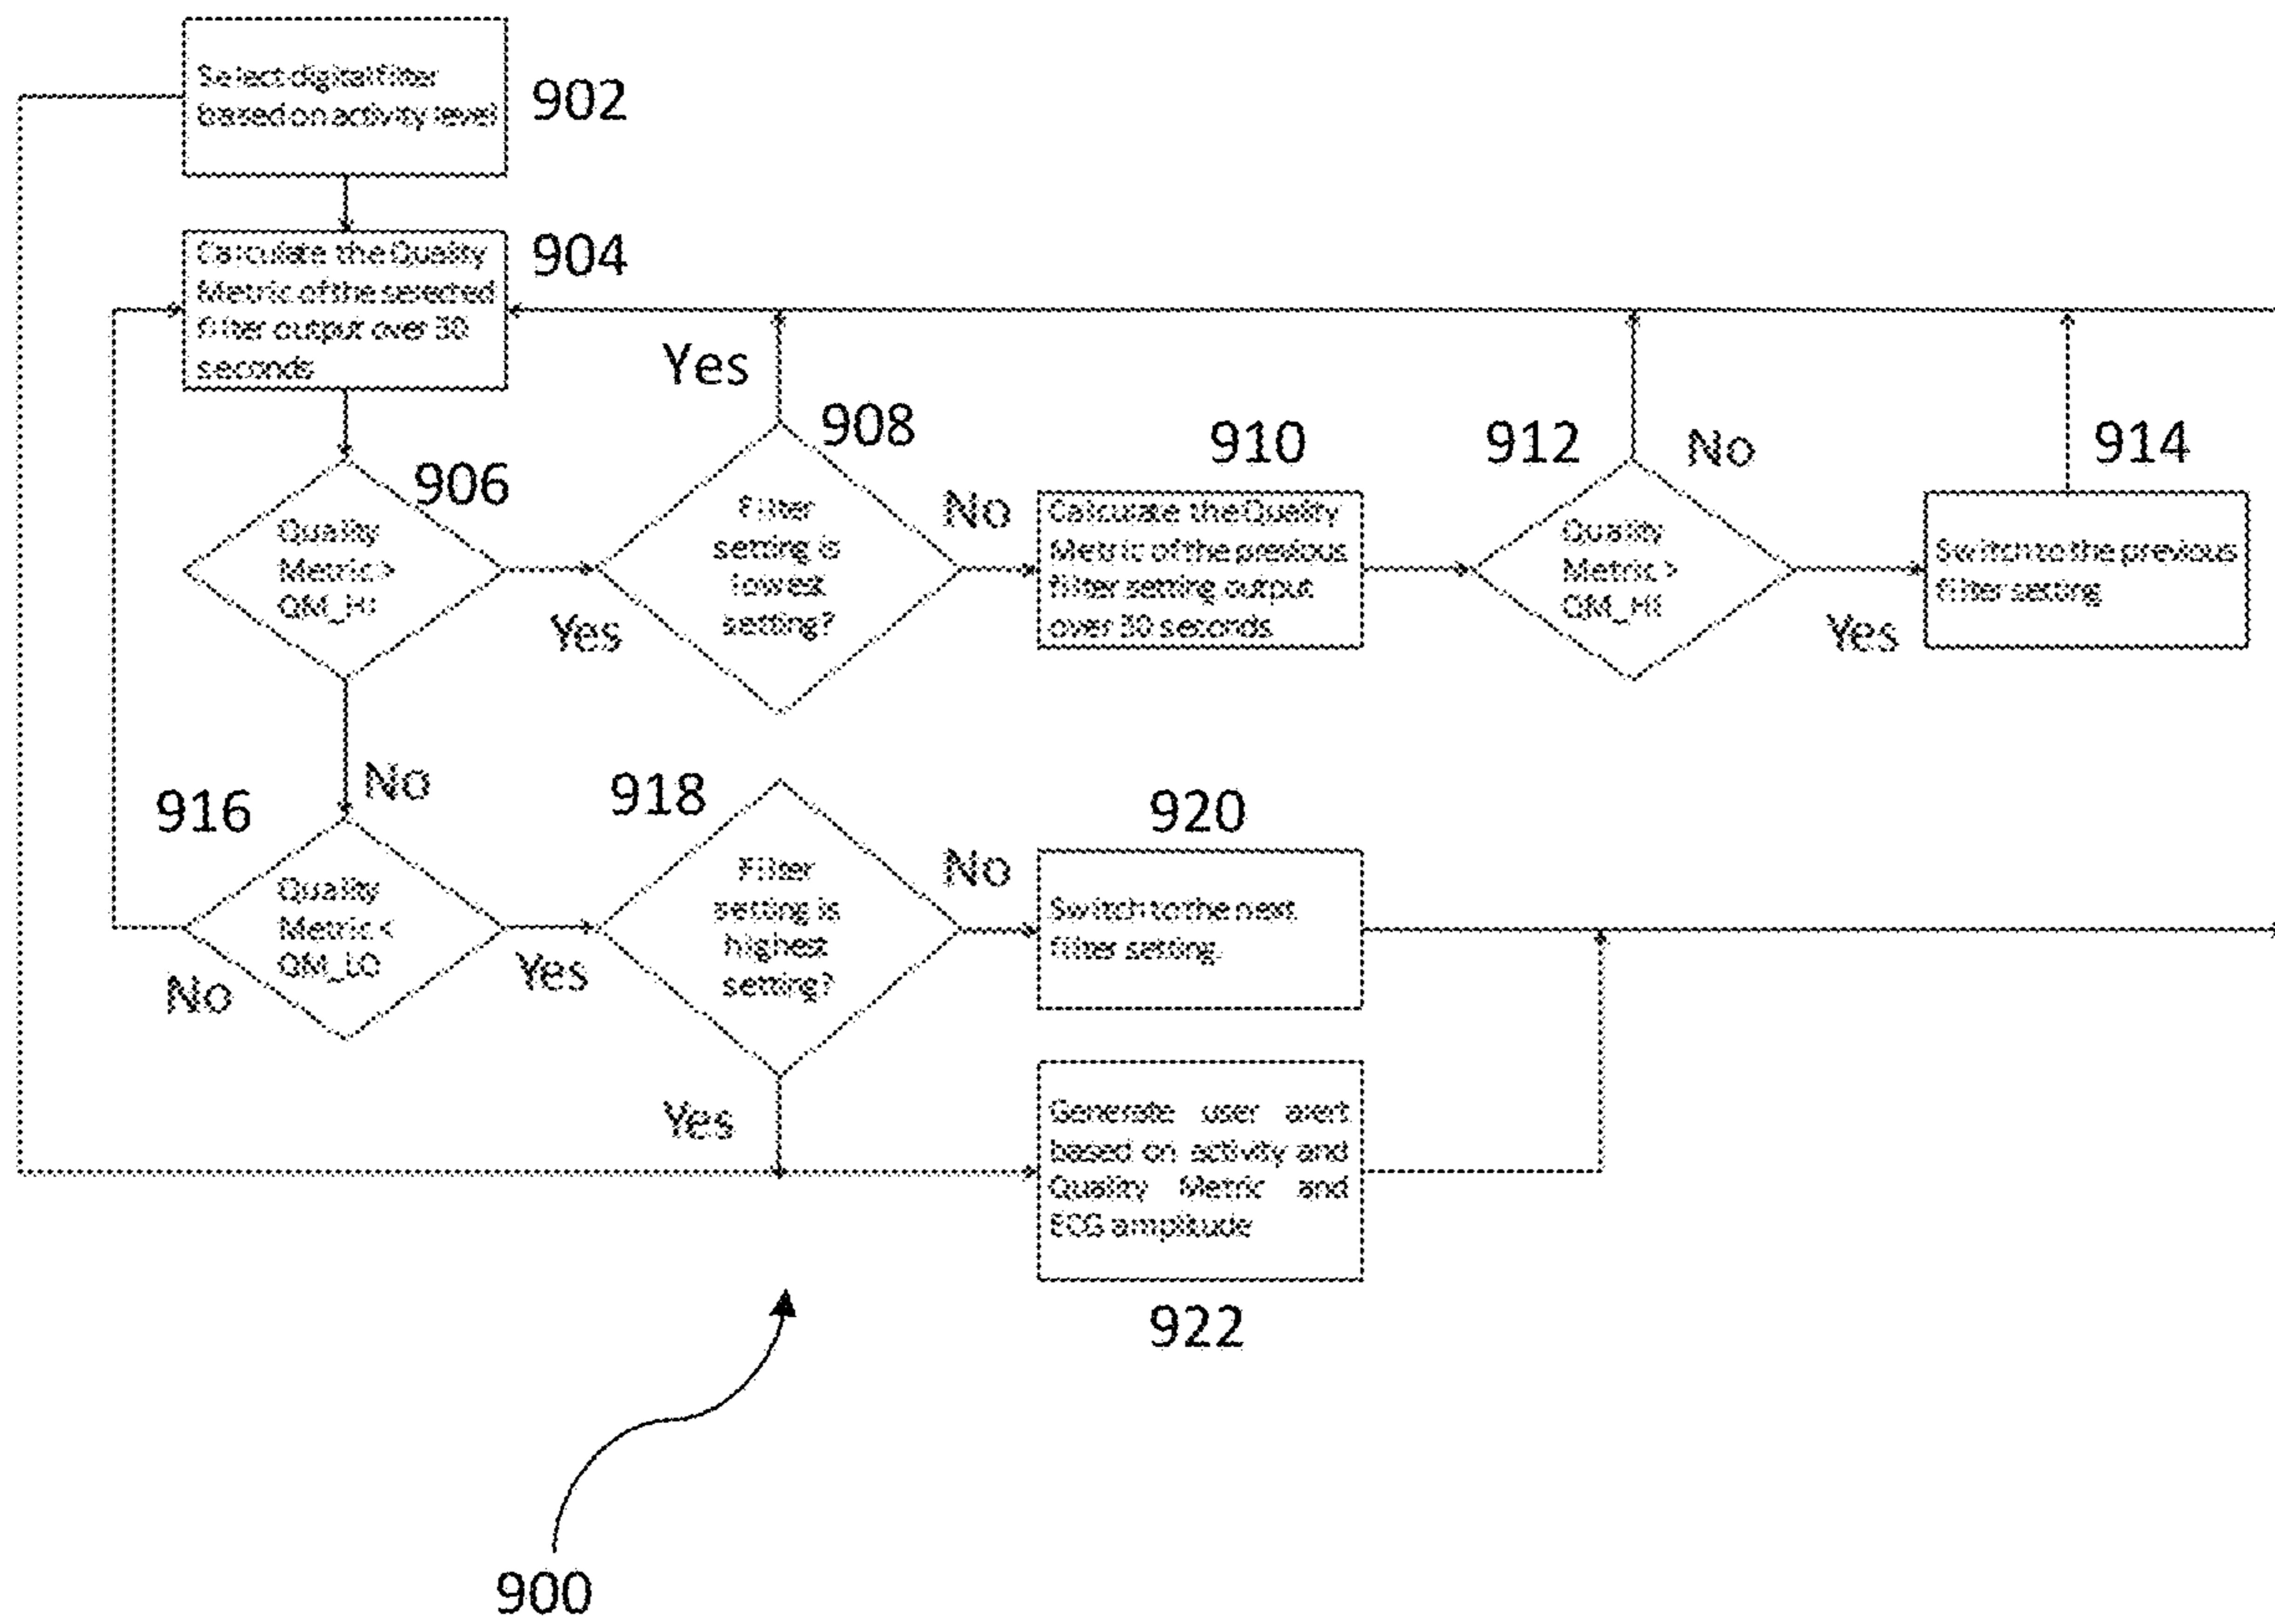 Select digital filter
based on activity level
902
Calculate the Quality
Metric of the selected
filter output over 30
seconds
904
Yes
908
910
912
No
914
906
Quality
Metric >
QM_HI
Yes
Filter
setting is
lowest
setting?
No
Calculate the Quality
Metric of the previous
filter setting output
over 30 seconds
Quality
Metric >
QM_HI
Yes
Switch to the previous
filter setting
No
916
918
920
Quality
Metric <
QM_LO
No
Yes
Filter
setting is
highest
setting?
No
Switch to the next
filter setting
Yes
Generate user alert
based on activity and
Quality Metric and
ECG amplitude
922
900